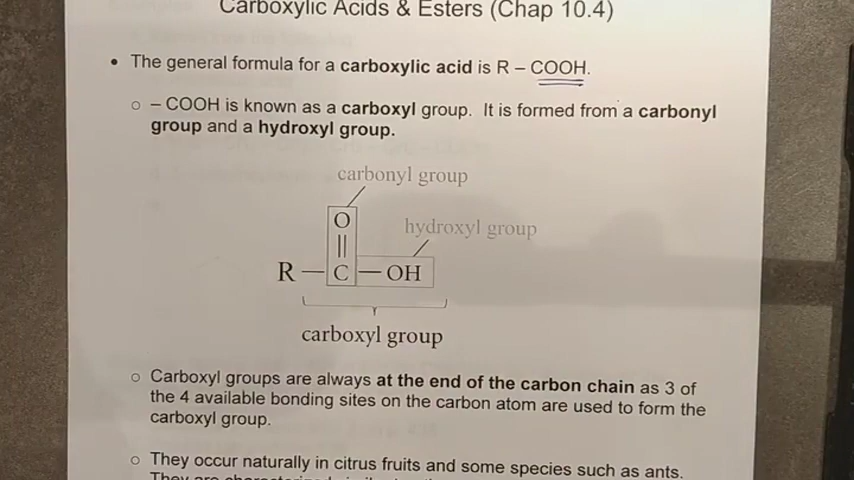 Carboxylic Acids & Esters (Chap 10.4)
• The general formula for a carboxylic acid is R – COOH.
o – COOH is known as a carboxyl group. It is formed from a carbonyl
group and a hydroxyl group.
carbonyl group
O
hydroxyl group
||
R — C — OH
carboxyl group
o Carboxyl groups are always at the end of the carbon chain as 3 of
the 4 available bonding sites on the carbon atom are used to form the
carboxyl group.
o They occur naturally in citrus fruits and some species such as ants.
They are